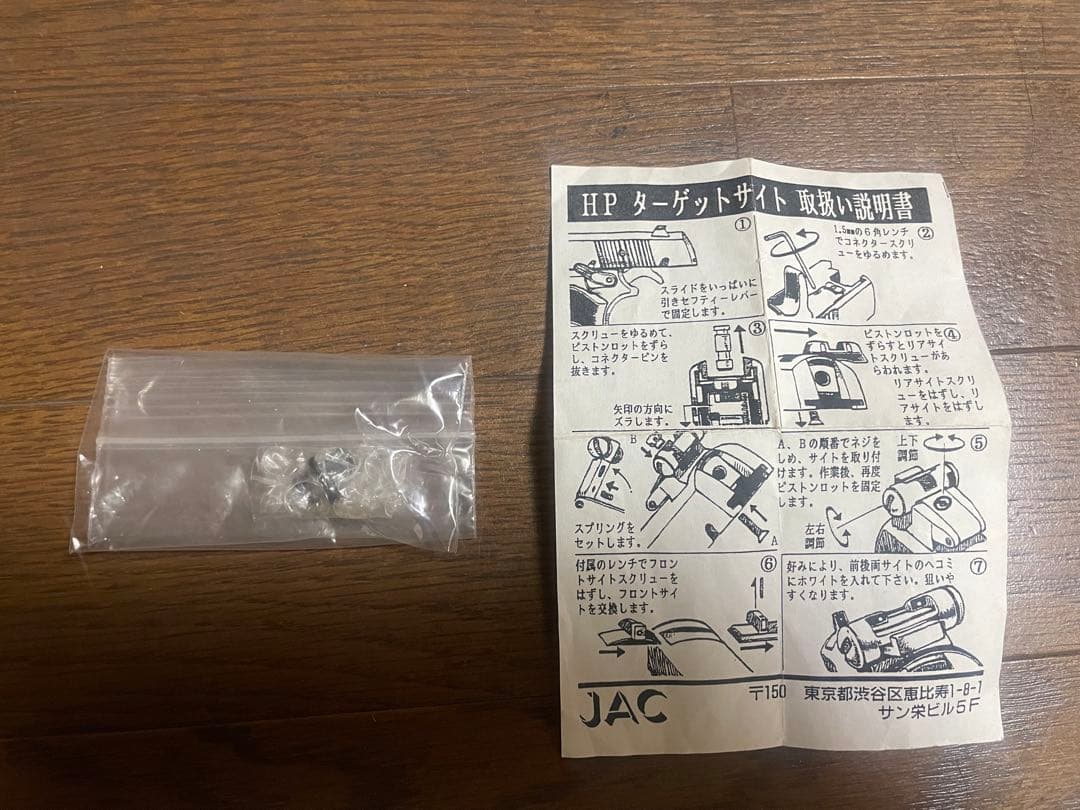 HP ターゲットサイト 取扱い説明書
①
スライドをいっぱいに
引きセフティーレバー
で固定します。
1.5mmの6角レンチ
でコネクタースクリ
ューをゆるめます。
②
スクリューをゆるめて、
ピストンロットをずら
し、コネクターピンを
抜きます。
③
矢印の方向に
ズラします。
ピストンロットを
ずらすとリアサイ
トスクリューがあ
らわれます。
④
リアサイトスクリ
ューをはずし、リ
アサイトをはずし
ます。
B
スプリングを
セットします。
A
A、Bの順番でネジを
しめ、サイトを取り付
けます。作業後、再度
ピストンロットを固定
します。
上下
調節
⑤
左右
調節
付属のレンチでフロン
トサイトスクリューを
はずし、フロントサイ
トを交換します。
⑥
好みにより、前後両サイトのヘコミ
にホワイトを入れて下さい。狙いや
すくなります。
⑦
JAC
〒150 東京都渋谷区恵比寿1-8-1
サン栄ビル5F